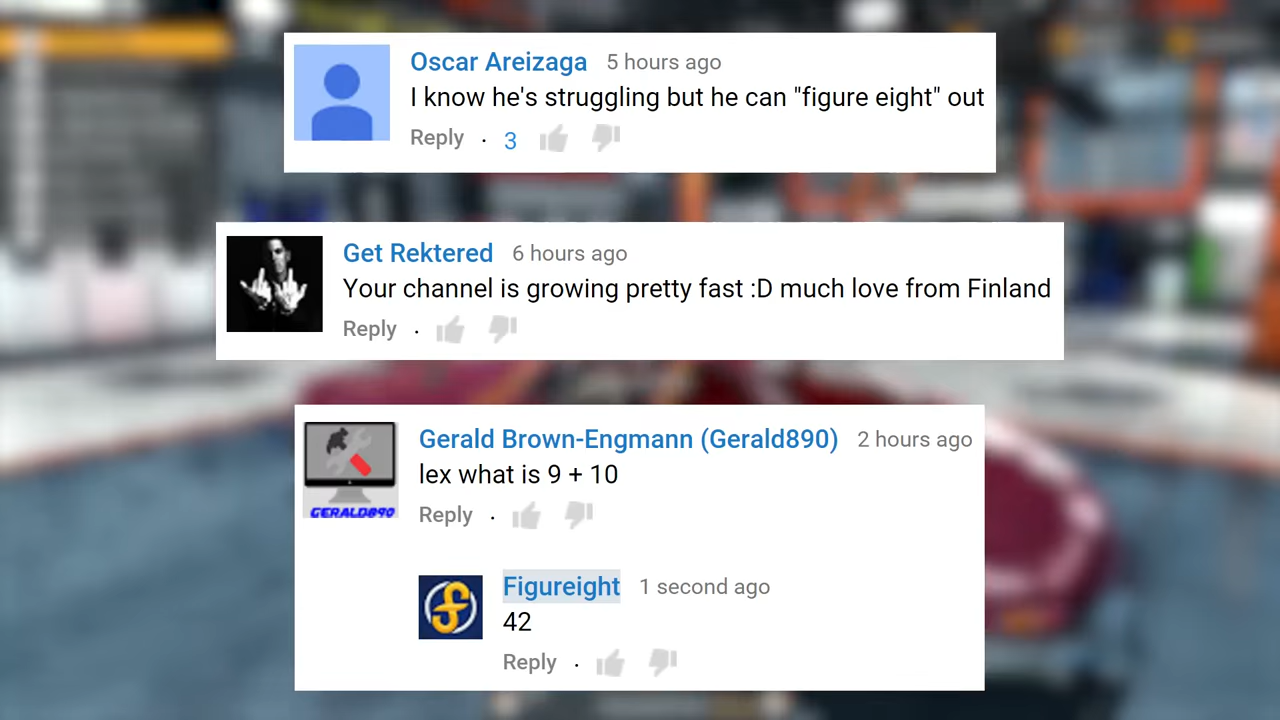 Oscar Areizaga 5 hours ago
I know he's struggling but he can "figure eight" out
Reply · 3
Get Rektered 6 hours ago
Your channel is growing pretty fast :D much love from Finland
Reply ·
Gerald Brown-Engmann (Gerald890) 2 hours ago
lex what is 9 + 10
GERALD890
Reply ·
Figureight 1 second ago
42
Reply ·